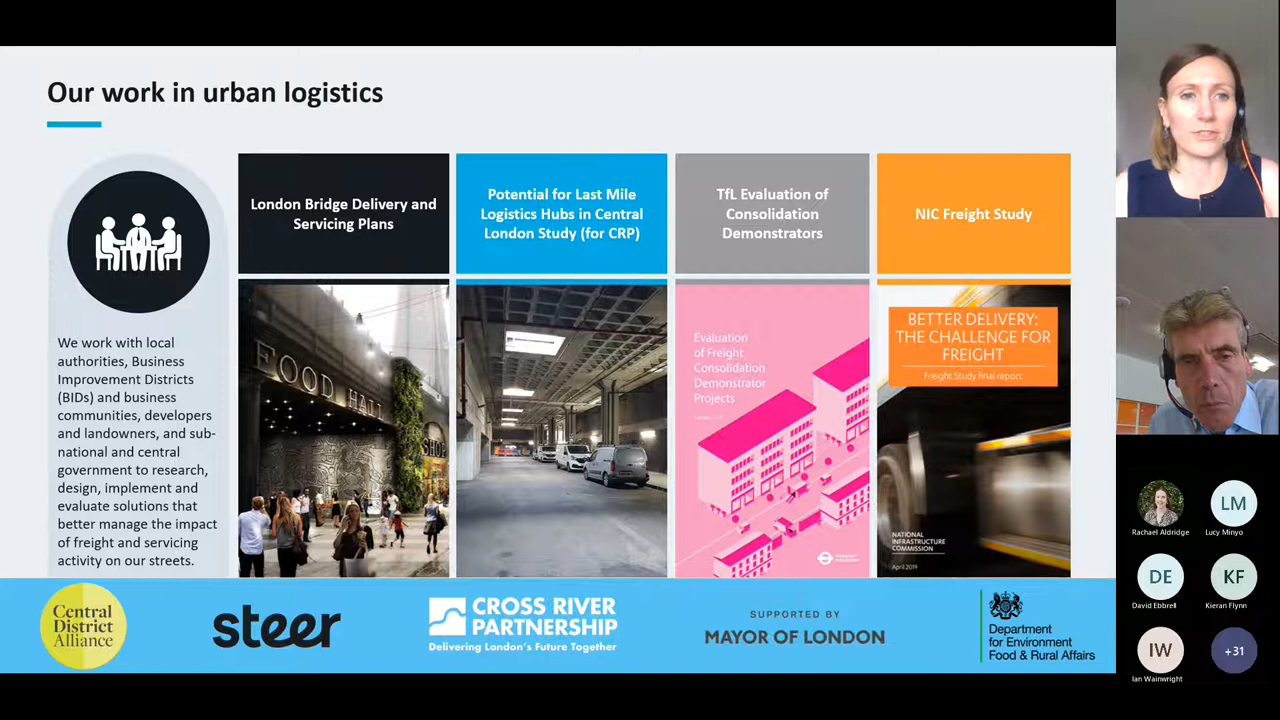 Our work in urban logistics
We work with local
authorities, Business
Improvement Districts
(BIDs) and business
communities, developers
and landowners, and sub-
national and central
government to research,
design, implement and
evaluate solutions that
better manage the impact
of freight and servicing
activity on our streets.
London Bridge Delivery and
Servicing Plans
FOOD HALL
SHOP
Potential for Last Mile
Logistics Hubs in Central
London Study (for CRP)
TfL Evaluation of
Consolidation
Demonstrators
Evaluation
of Freight
Consolidation
Demonstrator
Projects
NIC Freight Study
BETTER DELIVERY:
THE CHALLENGE FOR
FREIGHT
Freight Study final report
NATIONAL
INFRASTRUCTURE
COMMISSION
April 2019
Central
District
Alliance
steer
CROSS RIVER
PARTNERSHIP
Delivering London's Future Together
SUPPORTED BY
MAYOR OF LONDON
Department
for Environment
Food & Rural Affairs
Rachael Aldridge
LM
Lucy Minyo
DE
David Ebbrell
KF
Kieran Flynn
IW
Ian Wainwright
+31